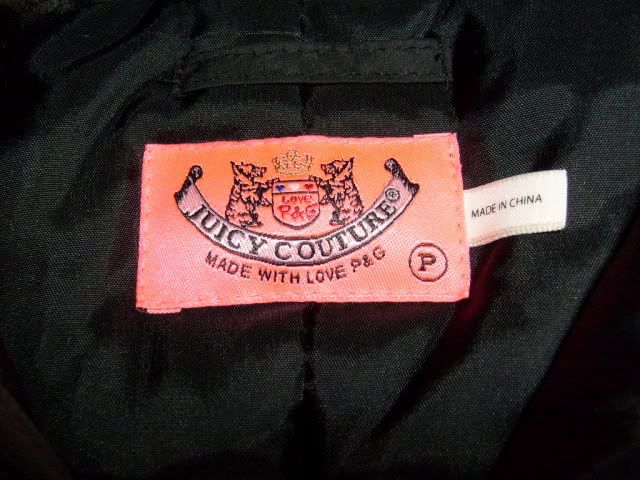 LOVE
P&G
JUICY COUTURE®
MADE WITH LOVE P&G
P
MADE IN CHINA